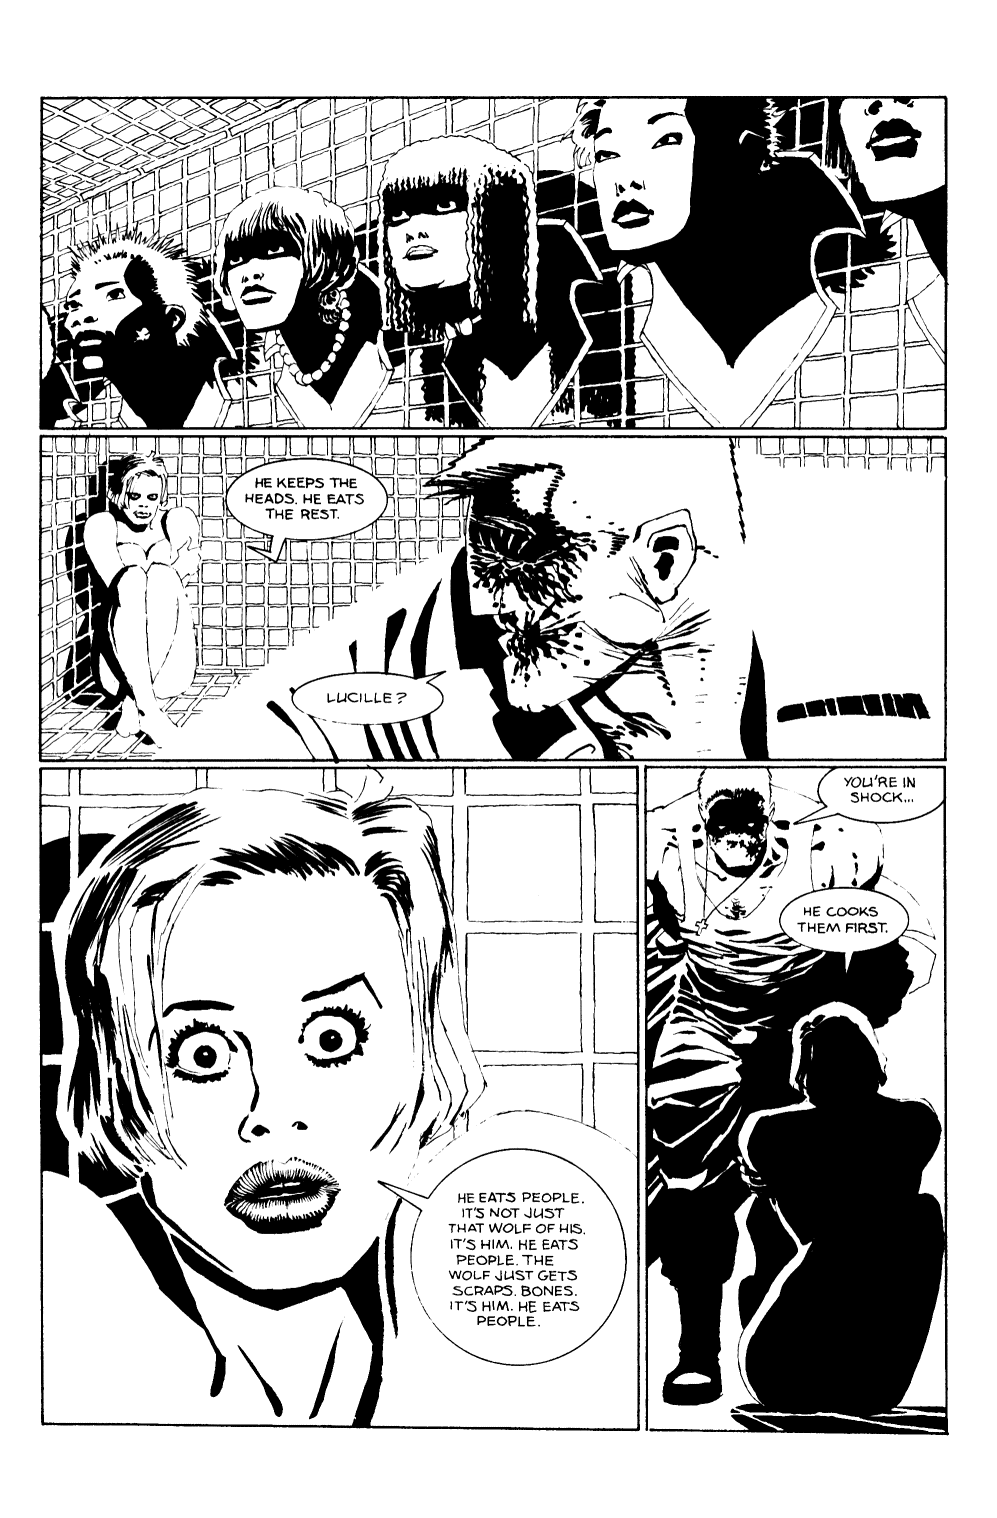 HE KEEPS THE
HEADS. HE EATS
THE REST.
LUCILLE?
HE EATS PEOPLE.
IT'S NOT JUST
THAT WOLF OF HIS.
IT'S HIM. HE EATS
PEOPLE. THE
WOLF JUST GETS
SCRAPS. BONES.
IT'S HIM. HE EATS
PEOPLE.
YOU'RE IN
SHOCK...
HE COOKS
THEM FIRST.